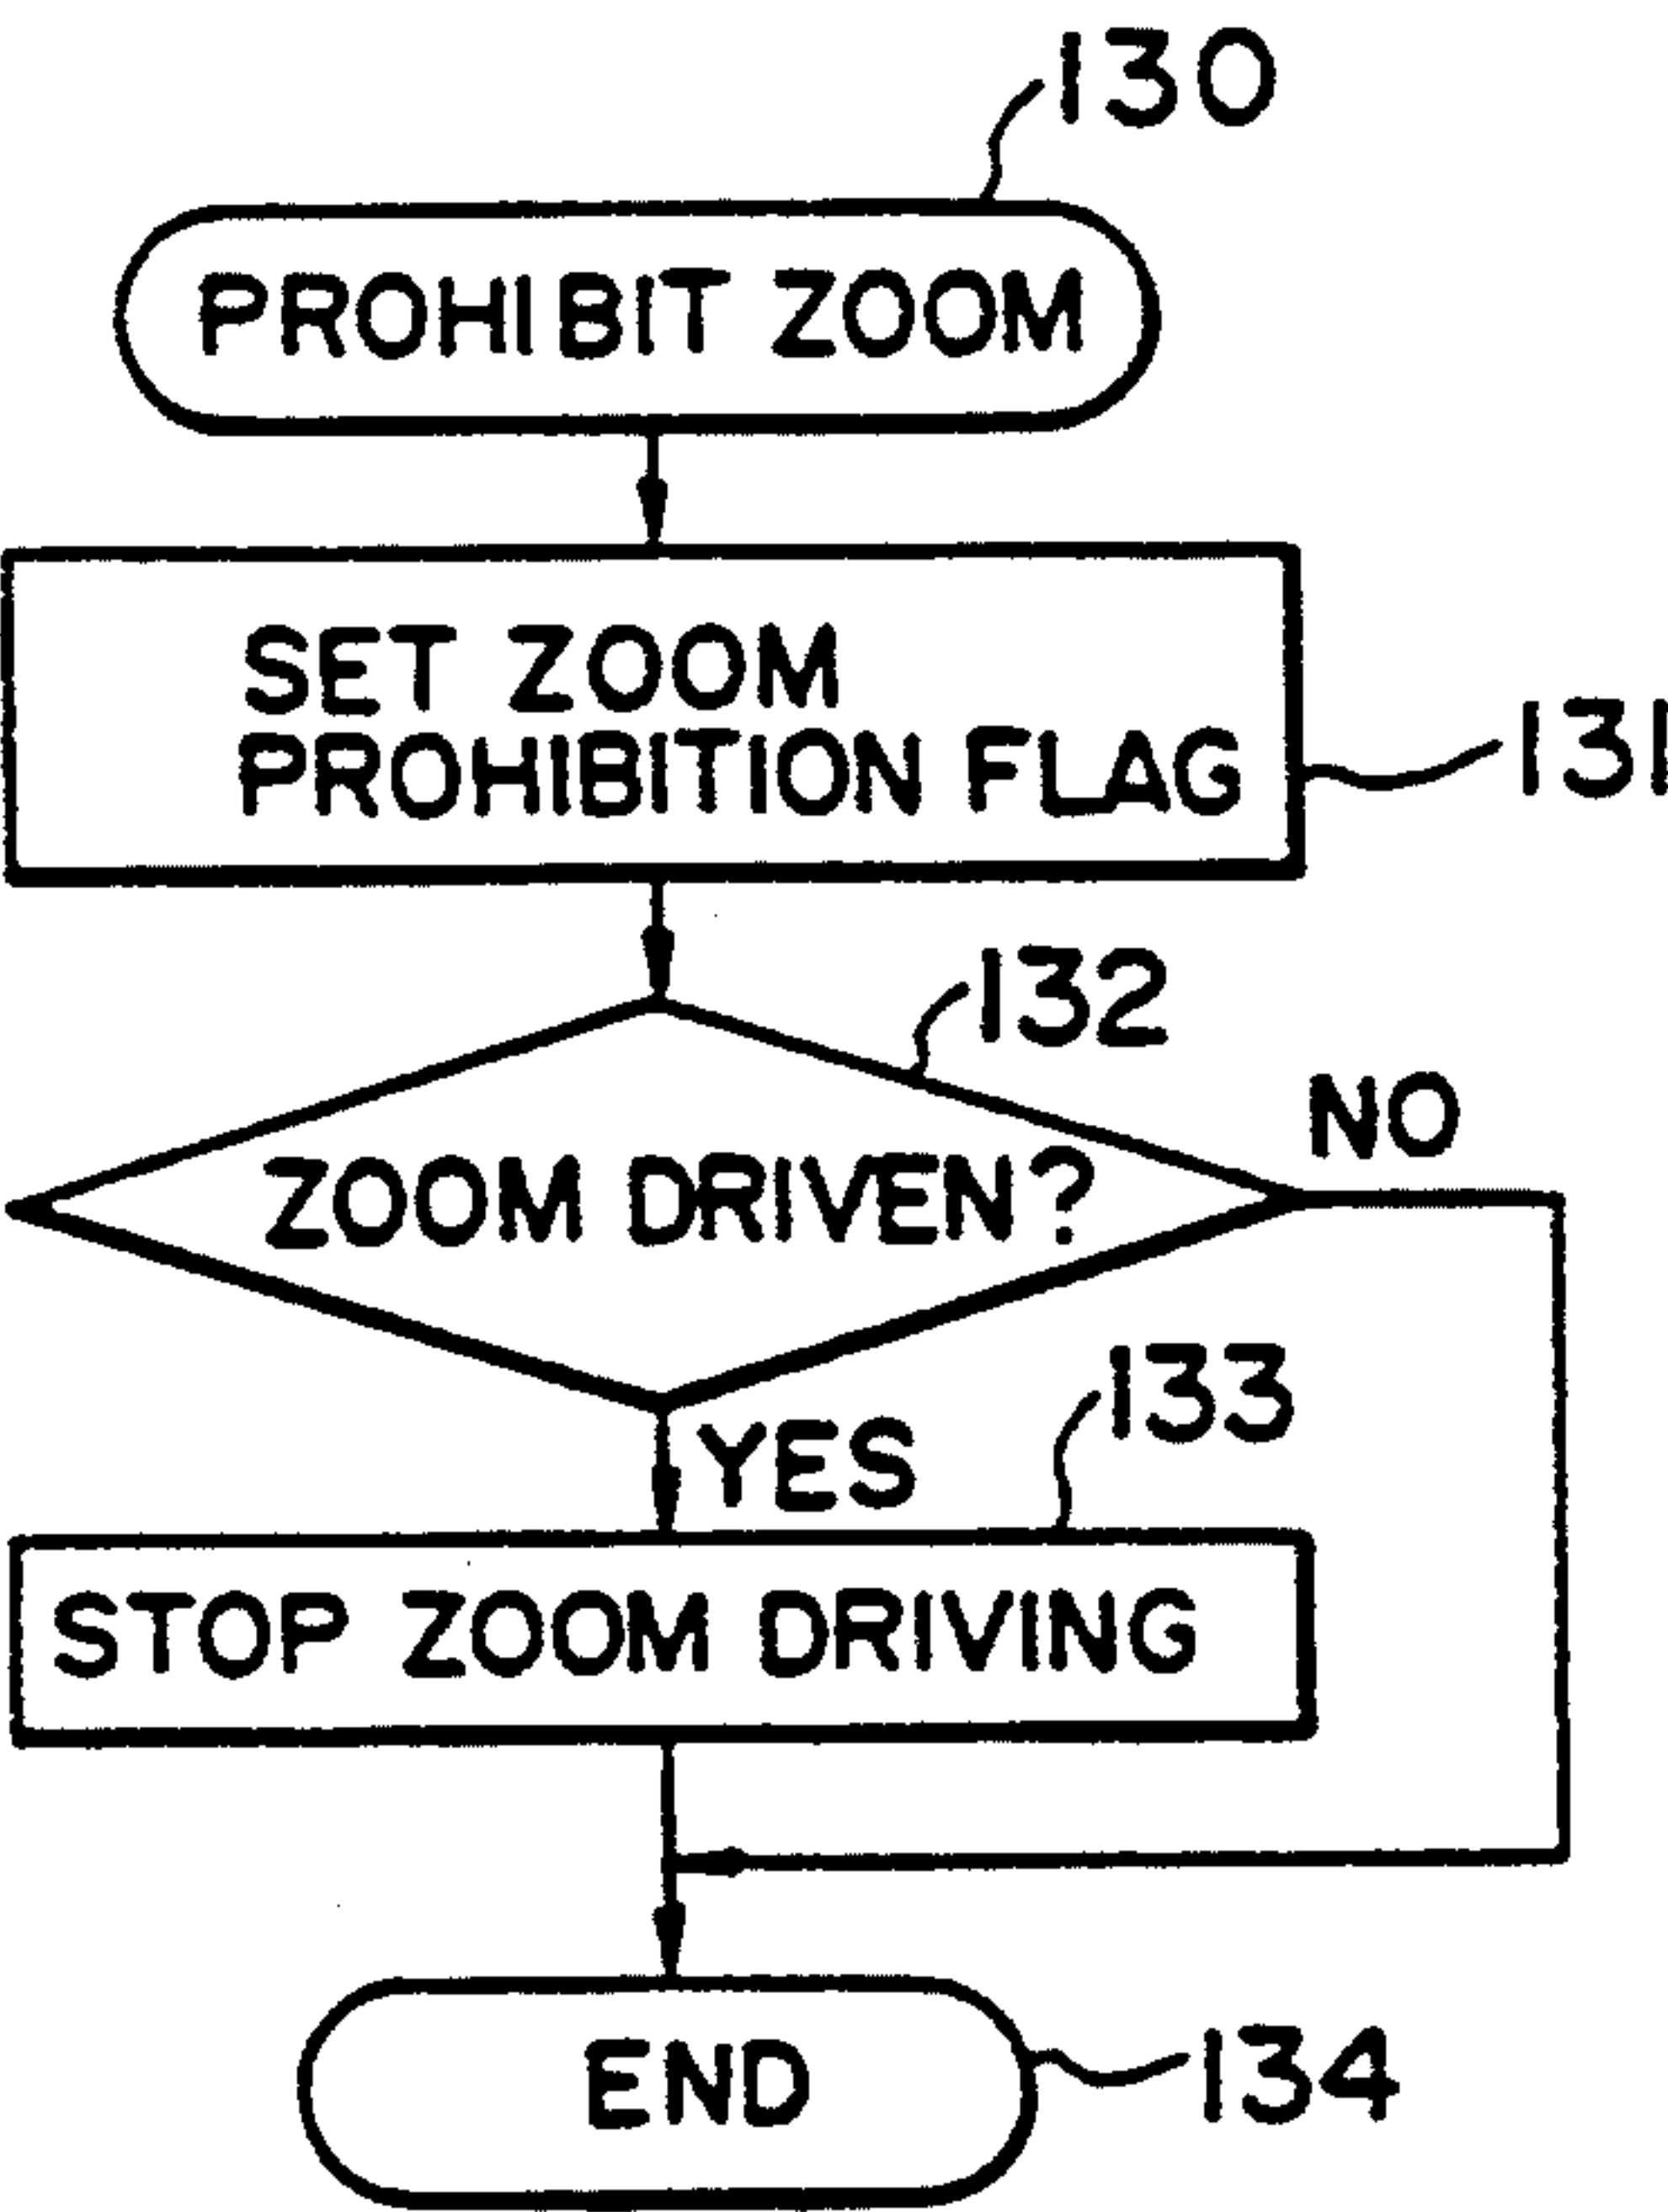 130
PROHIBIT ZOOM
SET ZOOM
PROHIBITION FLAG
131
132
ZOOM DRIVEN?
NO
YES
133
STOP ZOOM DRIVING
END
134